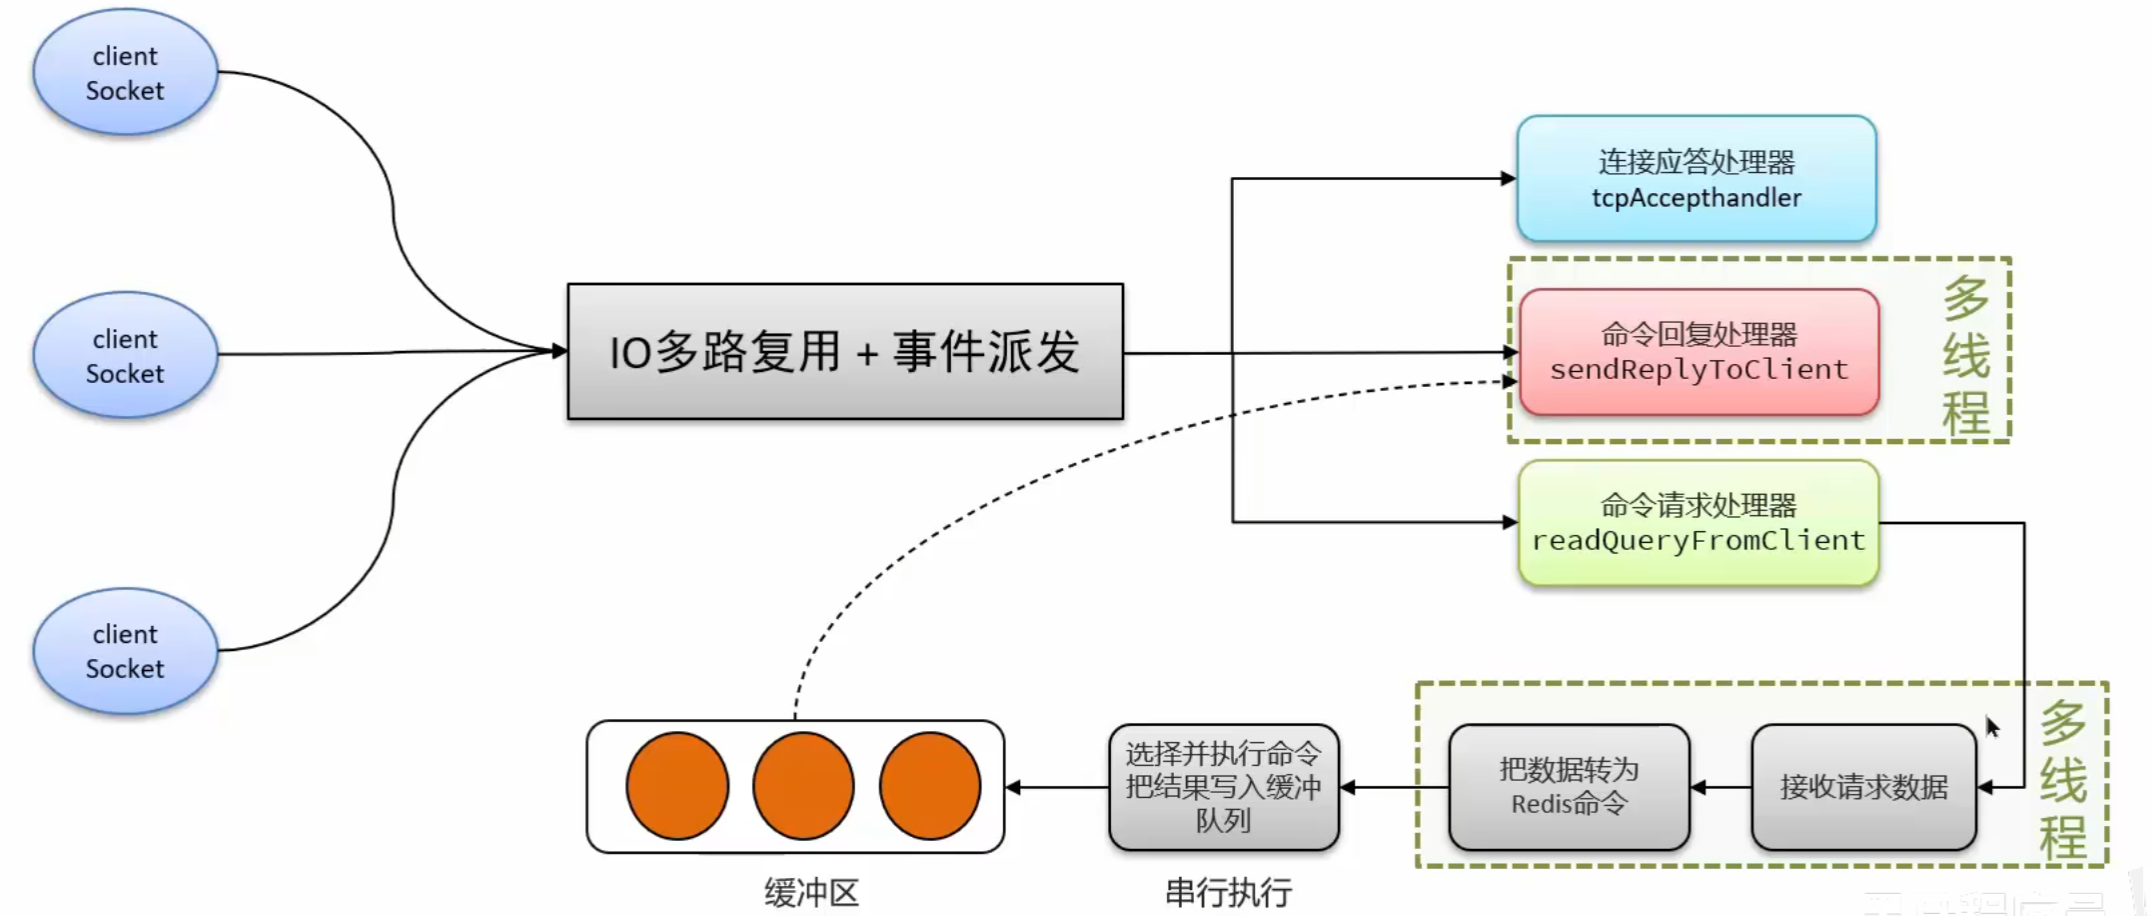 client
Socket
client
Socket
client
Socket
IO多路复用 + 事件派发
连接应答处理器
tcpAccepthandler
命令回复处理器
sendReplyToClient
多线程
命令请求处理器
readQueryFromClient
选择并执行命令
把结果写入缓冲
队列
把数据转为
Redis命令
接收请求数据
多线程
缓冲区
串行执行